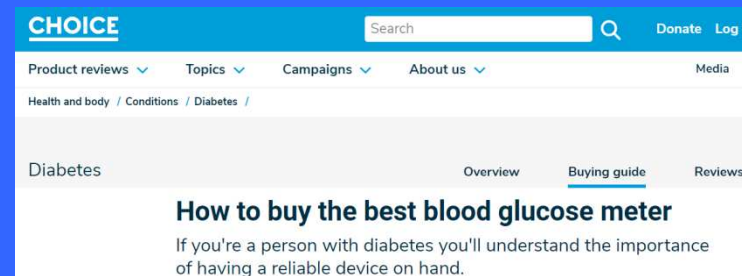 CHOICE Search Donate Log
Product reviews Topics Campaigns About us Media
Health and body / Conditions / Diabetes /
Diabetes Overview Buying guide Reviews
How to buy the best blood glucose meter
If you're a person with diabetes you'll understand the importance
of having a reliable device on hand.